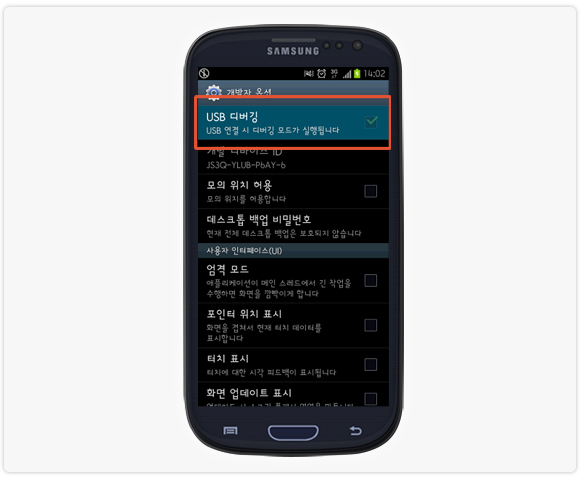 SAMSUNG
3G
14:02
개발자 옵션
USB 디버깅
USB 연결 시 디버깅 모드가 실행됩니다
개발 디바이스 ID
JS3Q-YLUB-P6AY-6
모의 위치 허용
모의 위치를 허용합니다
데스크톱 백업 비밀번호
현재 전체 데스크톱 백업은 보호되지 않습니다
사용자 인터페이스(UI)
엄격 모드
애플리케이션이 메인 스레드에서 긴 작업을
수행하면 화면을 깜빡이게 합니다
포인터 위치 표시
화면을 겹쳐서 현재 터치 데이터를
표시합니다
터치 표시
터치에 대한 시각 피드백이 표시됩니다
화면 업데이트 표시